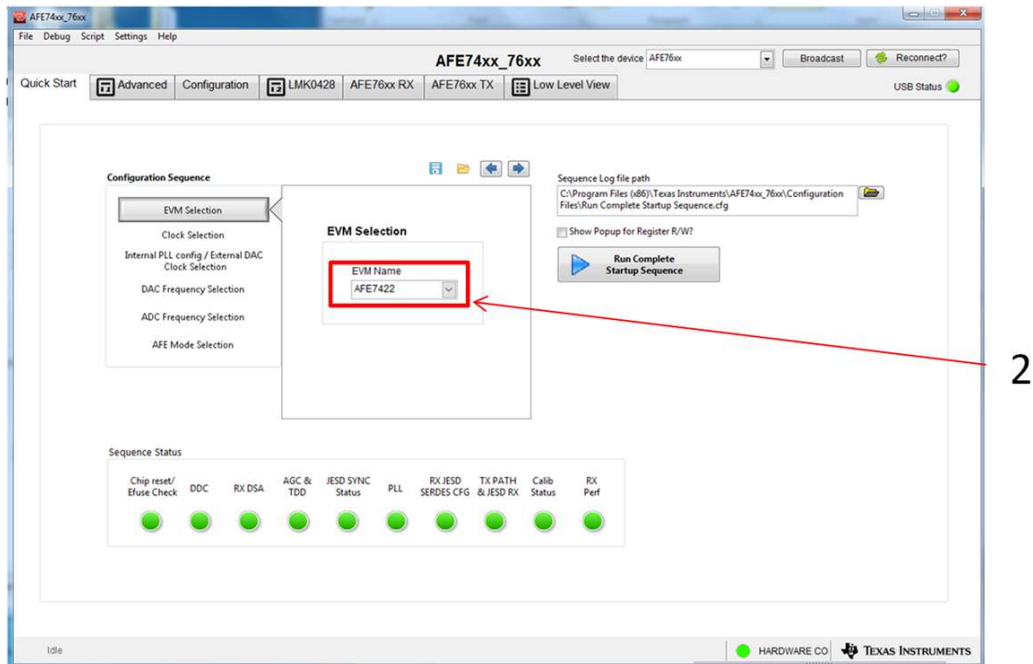 AFE74xx_76xx
File Debug Script Settings Help
AFE74xx_76xx
Select the device AFE76xx
Broadcast
Reconnect?
Quick Start Advanced Configuration LMK0428 AFE76xx RX AFE76xx TX Low Level View
USB Status
Configuration Sequence
EVM Selection
Clock Selection
Internal PLL config / External DAC
Clock Selection
DAC Frequency Selection
ADC Frequency Selection
AFE Mode Selection
EVM Selection
EVM Name
AFE7422
Sequence Log file path
C:\Program Files (x86)\Texas Instruments\AFE74xx_76xx\Configuration
Files\Run Complete Startup Sequence.cfg
Show Popup for Register R/W?
Run Complete
Startup Sequence
2
Sequence Status
Chip reset/
Efuse Check
DDC
RX DSA
AGC &
TDD
JESD SYNC
Status
PLL
RX JESD
SERDES CFG
TX PATH
& JESD RX
Calib
Status
RX
Perf
Idle
HARDWARE CO
TEXAS INSTRUMENTS